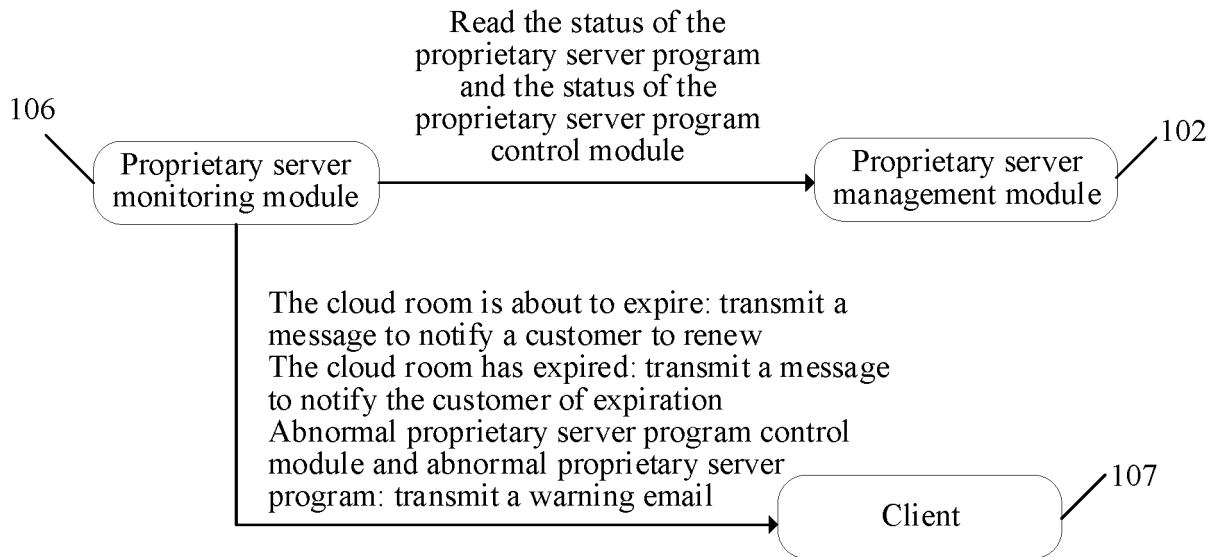 Read the status of the
proprietary server program
and the status of the
proprietary server program
control module
106
102
Proprietary server
monitoring module
Proprietary server
management module
The cloud room is about to expire: transmit a
message to notify a customer to renew
The cloud room has expired: transmit a message
to notify the customer of expiration
Abnormal proprietary server program control
module and abnormal proprietary server
program: transmit a warning email
107
Client